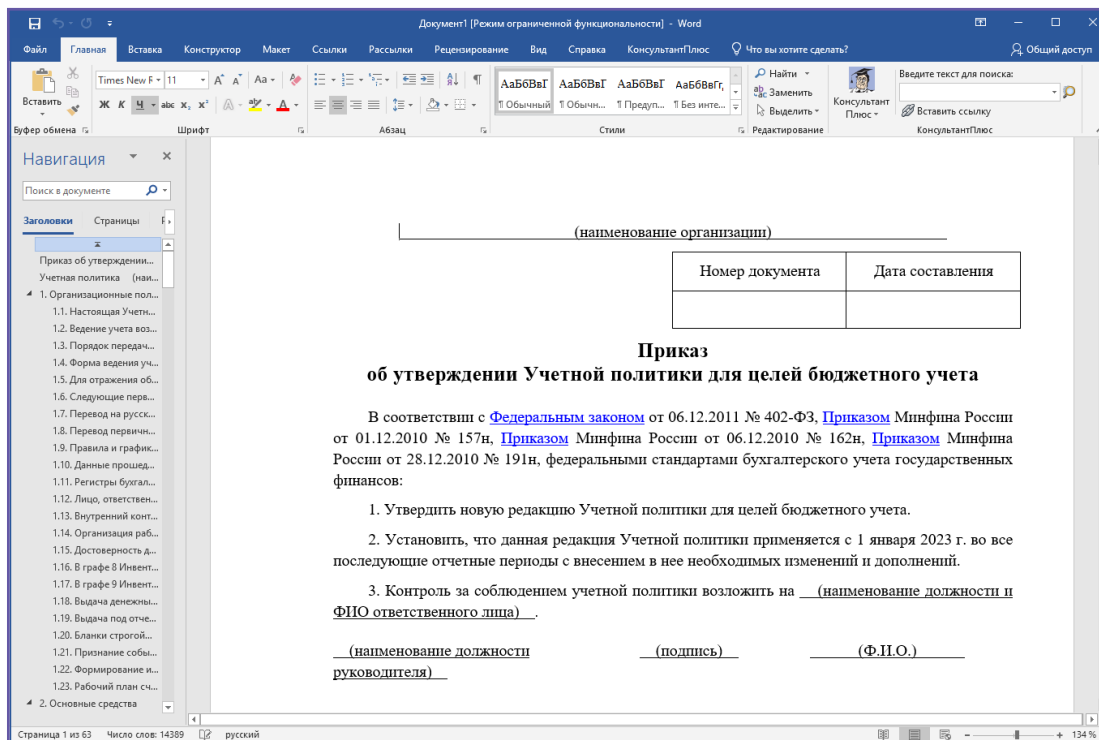 Документ1 [Режим ограниченной функциональности] - Word
Файл Главная Вставка Конструктор Макет Ссылки Рассылки Рецензирование Вид Справка КонсультантПлюс Что вы хотите сделать? Общий доступ
Вставить
Буфер обмена
Times New F 11
Ж К Ч abc x₂ x²
Шрифт
Абзац
АаБбВвГ АаБбВвГ АаБбВвГ АаБбВвГг,
¶ Обычный ¶ Обычн... ¶ Предуп... ¶ Без инте...
Стили
Найти
Заменить
Выделить
Редактирование
Консультант
Плюс
Введите текст для поиска:
Вставить ссылку
КонсультантПлюс
Навигация
Поиск в документе
Заголовки Страницы
Приказ об утверждении...
Учетная политика (наи...
1. Организационные пол...
1.1. Настоящая Учетн...
1.2. Ведение учета воз...
1.3. Порядок передач...
1.4. Форма ведения уч...
1.5. Для отражения об...
1.6. Следующие перв...
1.7. Перевод на русск...
1.8. Перевод первичн...
1.9. Правила и график...
1.10. Данные прошед...
1.11. Регистры бухгал...
1.12. Лицо, ответствен...
1.13. Внутренний конт...
1.14. Организация раб...
1.15. Достоверность д...
1.16. В графе 8 Инвент...
1.17. В графе 9 Инвент...
1.18. Выдача денежны...
1.19. Выдача под отче...
1.20. Бланки строгой...
1.21. Признание собы...
1.22. Формирование и...
1.23. Рабочий план сч...
2. Основные средства
(наименование организации)
Номер документа Дата составления
Приказ
об утверждении Учетной политики для целей бюджетного учета
В соответствии с Федеральным законом от 06.12.2011 № 402-ФЗ, Приказом Минфина России
от 01.12.2010 № 157н, Приказом Минфина России от 06.12.2010 № 162н, Приказом Минфина
России от 28.12.2010 № 191н, федеральными стандартами бухгалтерского учета государственных
финансов:
1. Утвердить новую редакцию Учетной политики для целей бюджетного учета.
2. Установить, что данная редакция Учетной политики применяется с 1 января 2023 г. во все
последующие отчетные периоды с внесением в нее необходимых изменений и дополнений.
3. Контроль за соблюдением учетной политики возложить на __(наименование должности и
ФИО ответственного лица)__.
__(наименование должности __(подпись)__ (Ф.И.О.)
руководителя)__
Страница 1 из 63 Число слов: 14389 русский 134 %